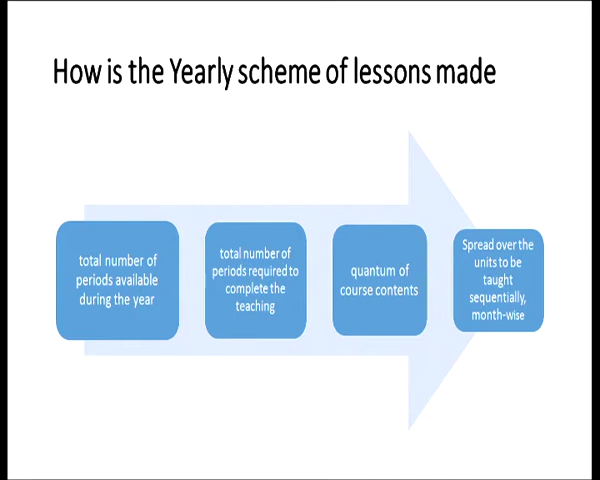 How is the Yearly scheme of lessons made
total number of
periods available
during the year
total number of
periods required to
complete the
teaching
quantum of
course contents
Spread over the
units to be
taught
sequentially,
month-wise